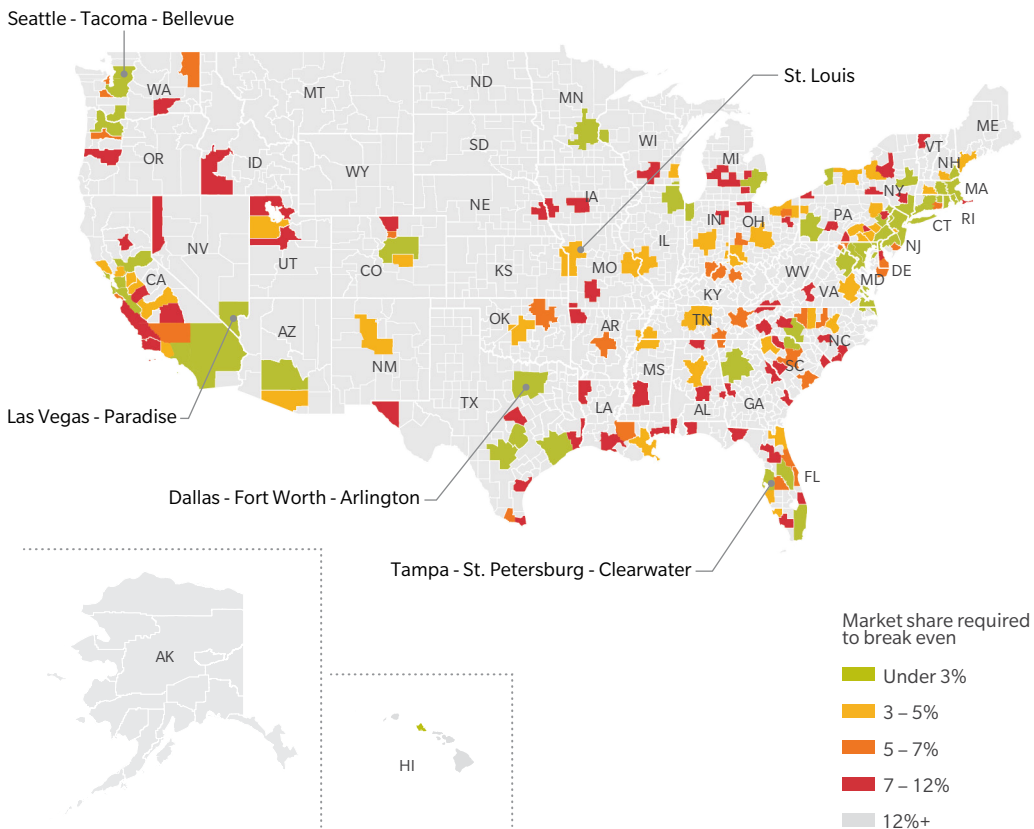 Seattle - Tacoma - Bellevue
St. Louis
WA
MT
ND
MN
ME
OR
ID
SD
WI
MI
VT
NH
WY
NY
MA
IA
NE
PA
CT
RI
NV
UT
CO
IL
IN
OH
NJ
CA
KS
MO
WV
DE
MD
KY
VA
AZ
OK
TN
NC
NM
AR
SC
MS
Las Vegas - Paradise
TX
LA
AL
GA
Dallas - Fort Worth - Arlington
FL
Tampa - St. Petersburg - Clearwater
AK
HI
Market share required
to break even
Under 3%
3 – 5%
5 – 7%
7 – 12%
12%+